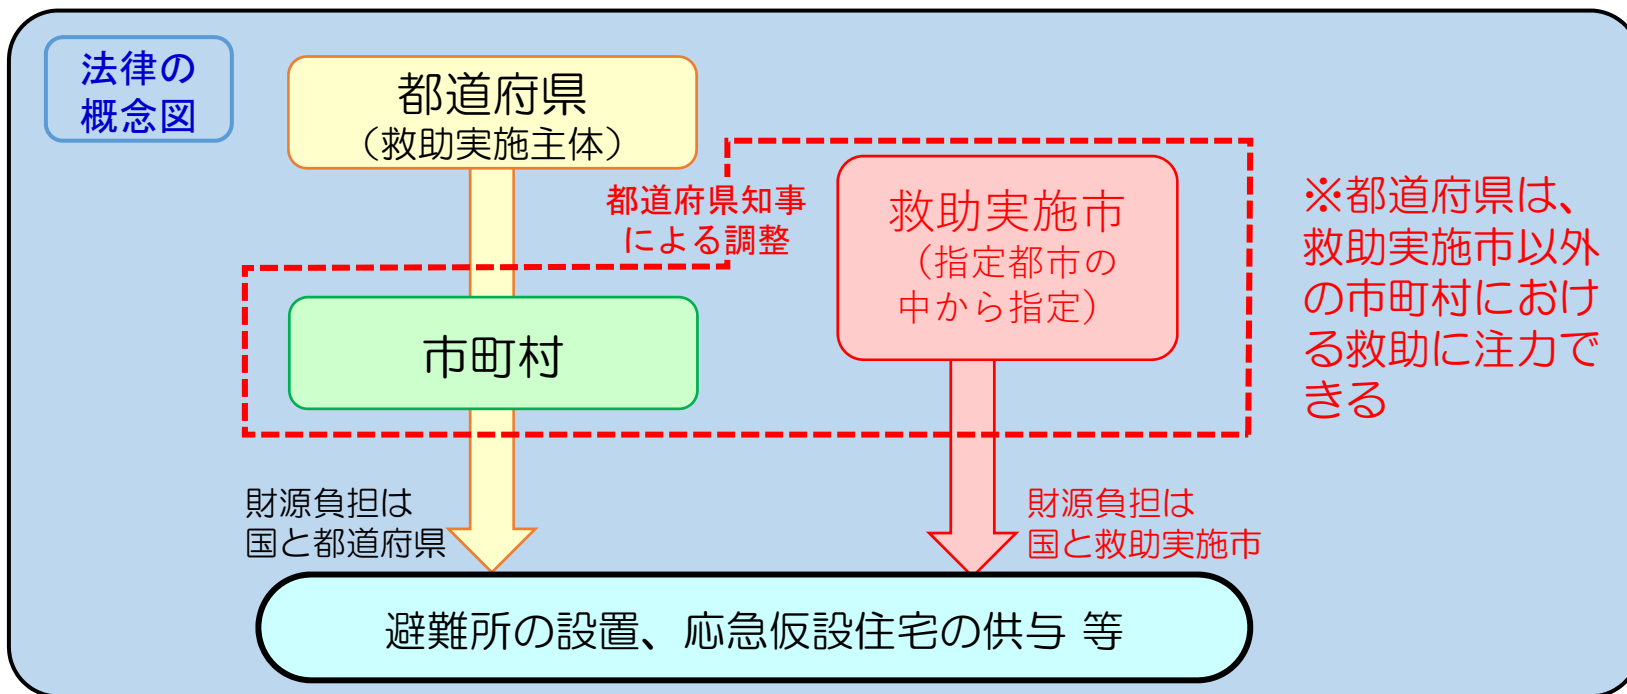 法律の
概念図
都道府県
（救助実施主体）
都道府県知事
による調整
市町村
救助実施市
（指定都市の
中から指定）
※都道府県は、
救助実施市以外
の市町村におけ
る救助に注力で
きる
財源負担は
国と都道府県
財源負担は
国と救助実施市
避難所の設置、応急仮設住宅の供与 等